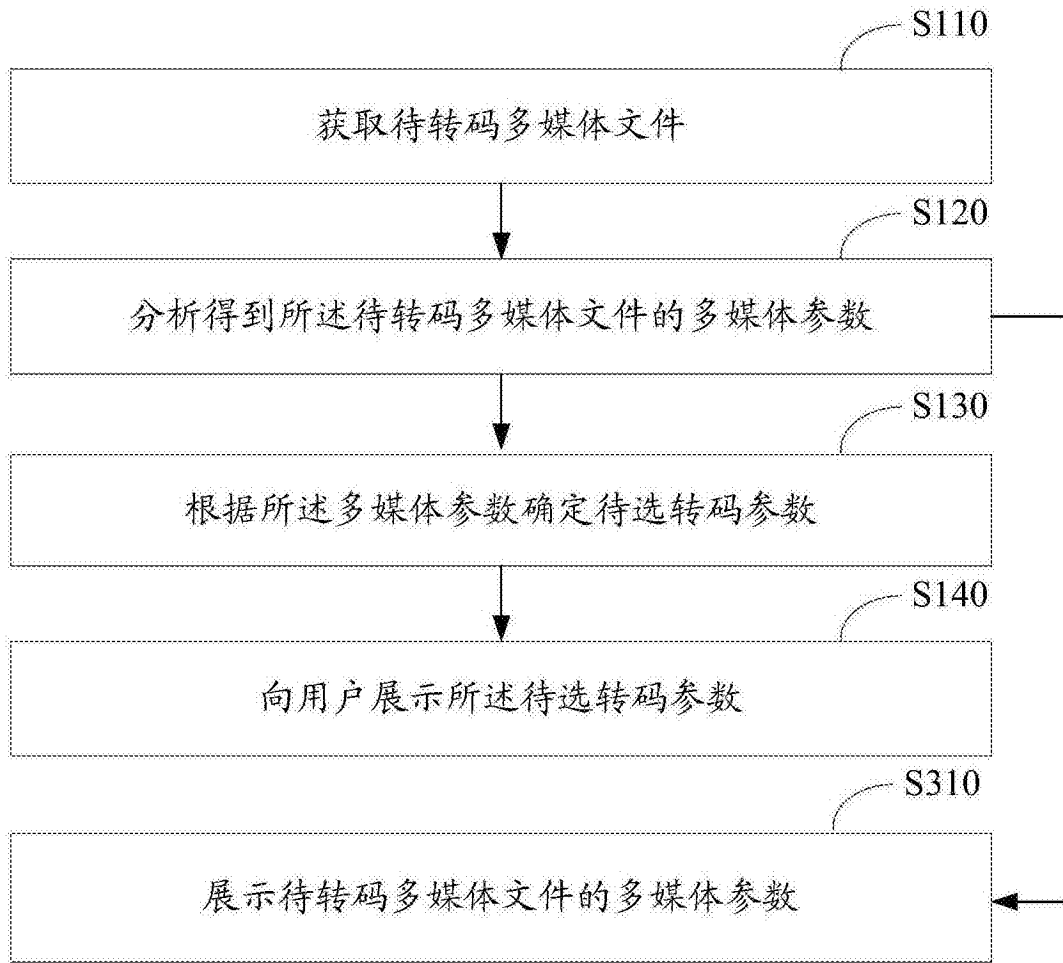 S110
获取待转码多媒体文件
S120
分析得到所述待转码多媒体文件的多媒体参数
S130
根据所述多媒体参数确定待选转码参数
S140
向用户展示所述待选转码参数
S310
展示待转码多媒体文件的多媒体参数